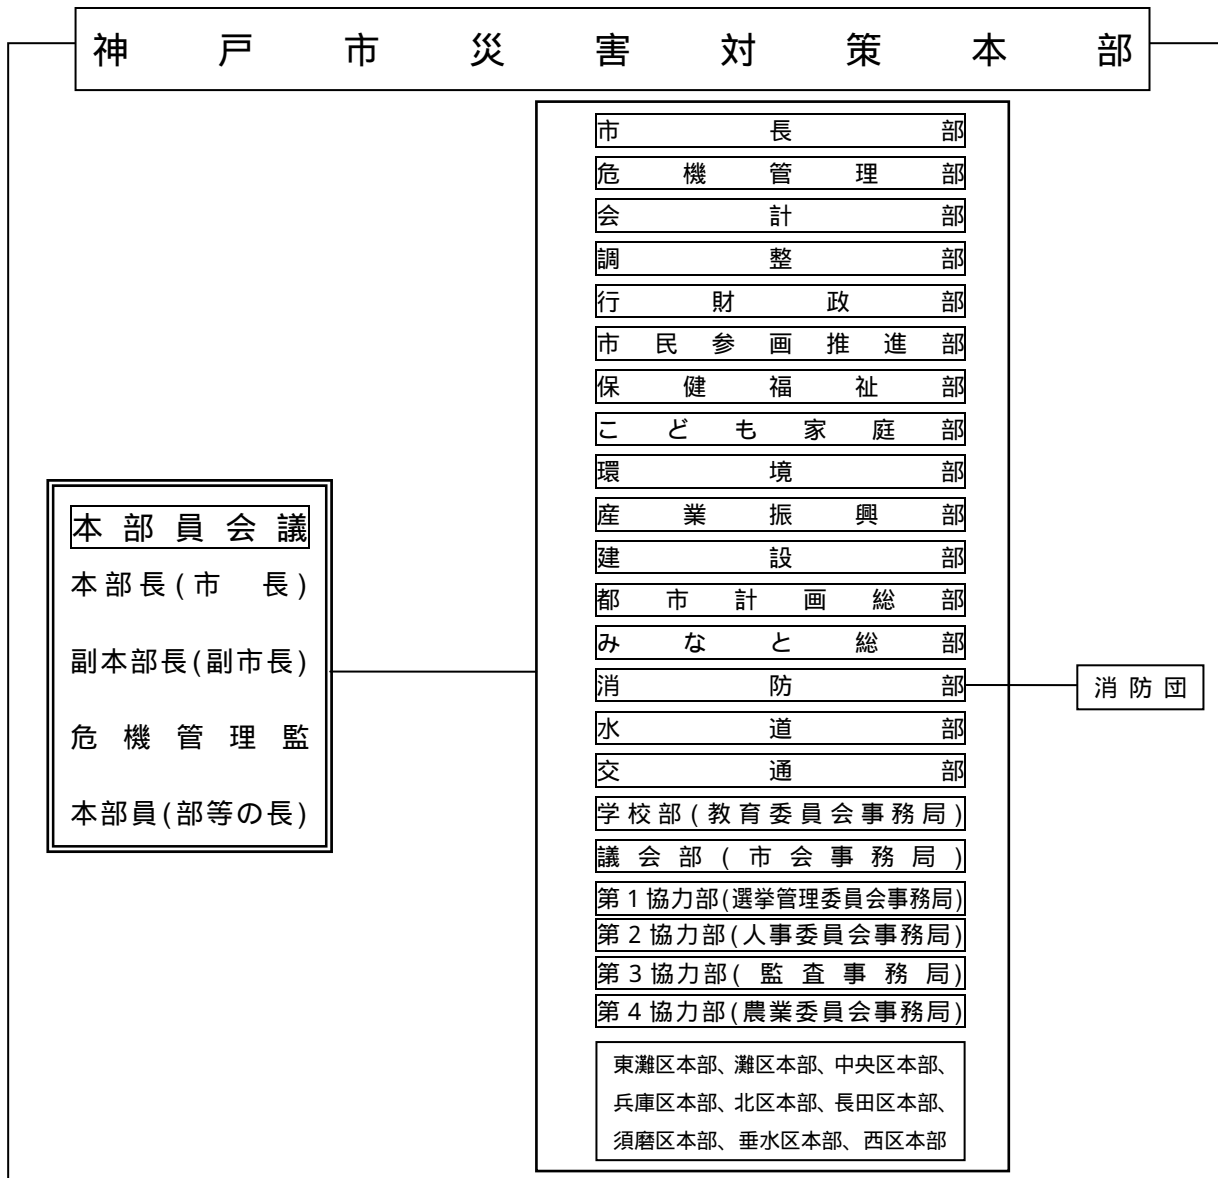 神戸市災害対策本部
市長部
危機管理部
会計部
調整部
行財政部
市民参画推進部
保健福祉部
こども家庭部
環境部
産業振興部
建設部
都市計画総部
みなと総部
消防部
水道部
交通部
学校部(教育委員会事務局)
議会部(市会事務局)
第1協力部(選挙管理委員会事務局)
第2協力部(人事委員会事務局)
第3協力部(監査事務局)
第4協力部(農業委員会事務局)
東灘区本部、灘区本部、中央区本部、
兵庫区本部、北区本部、長田区本部、
須磨区本部、垂水区本部、西区本部
本部員会議
本部長(市 長)
副本部長(副市長)
危機管理監
本部員(部等の長)
消防団